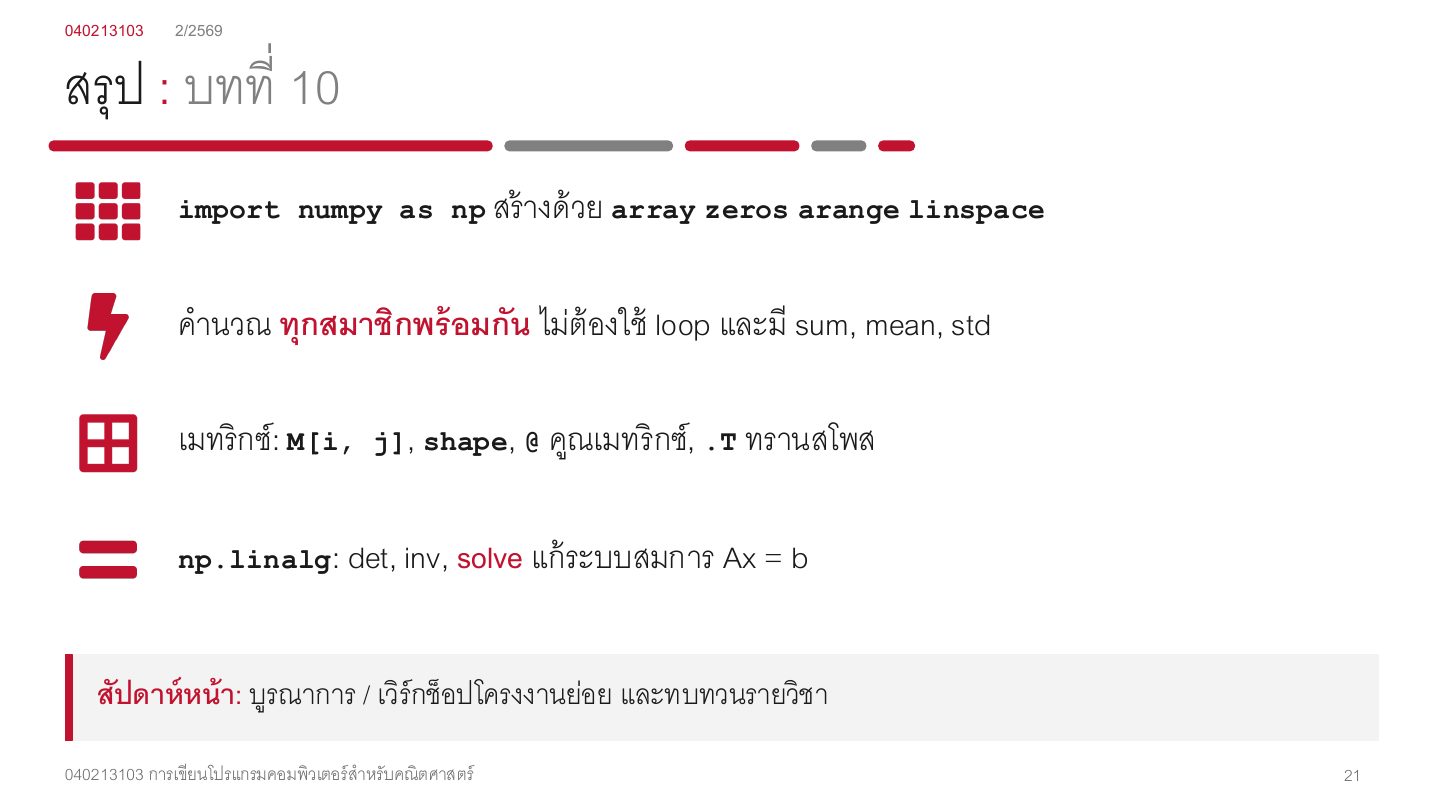 040213103 2/2569
สรุป : บทที่ 10
import numpy as np สร้างด้วย array zeros arange linspace
คำนวณ ทุกสมาชิกพร้อมกัน ไม่ต้องใช้ loop และมี sum, mean, std
เมทริกซ์: M[i, j], shape, @ คูณเมทริกซ์, .T ทรานสโพส
np.linalg: det, inv, solve แก้ระบบสมการ Ax = b
สัปดาห์หน้า: บูรณาการ / เวิร์กช็อปโครงงานย่อย และทบทวนรายวิชา
040213103 การเขียนโปรแกรมคอมพิวเตอร์สำหรับคณิตศาสตร์ 21